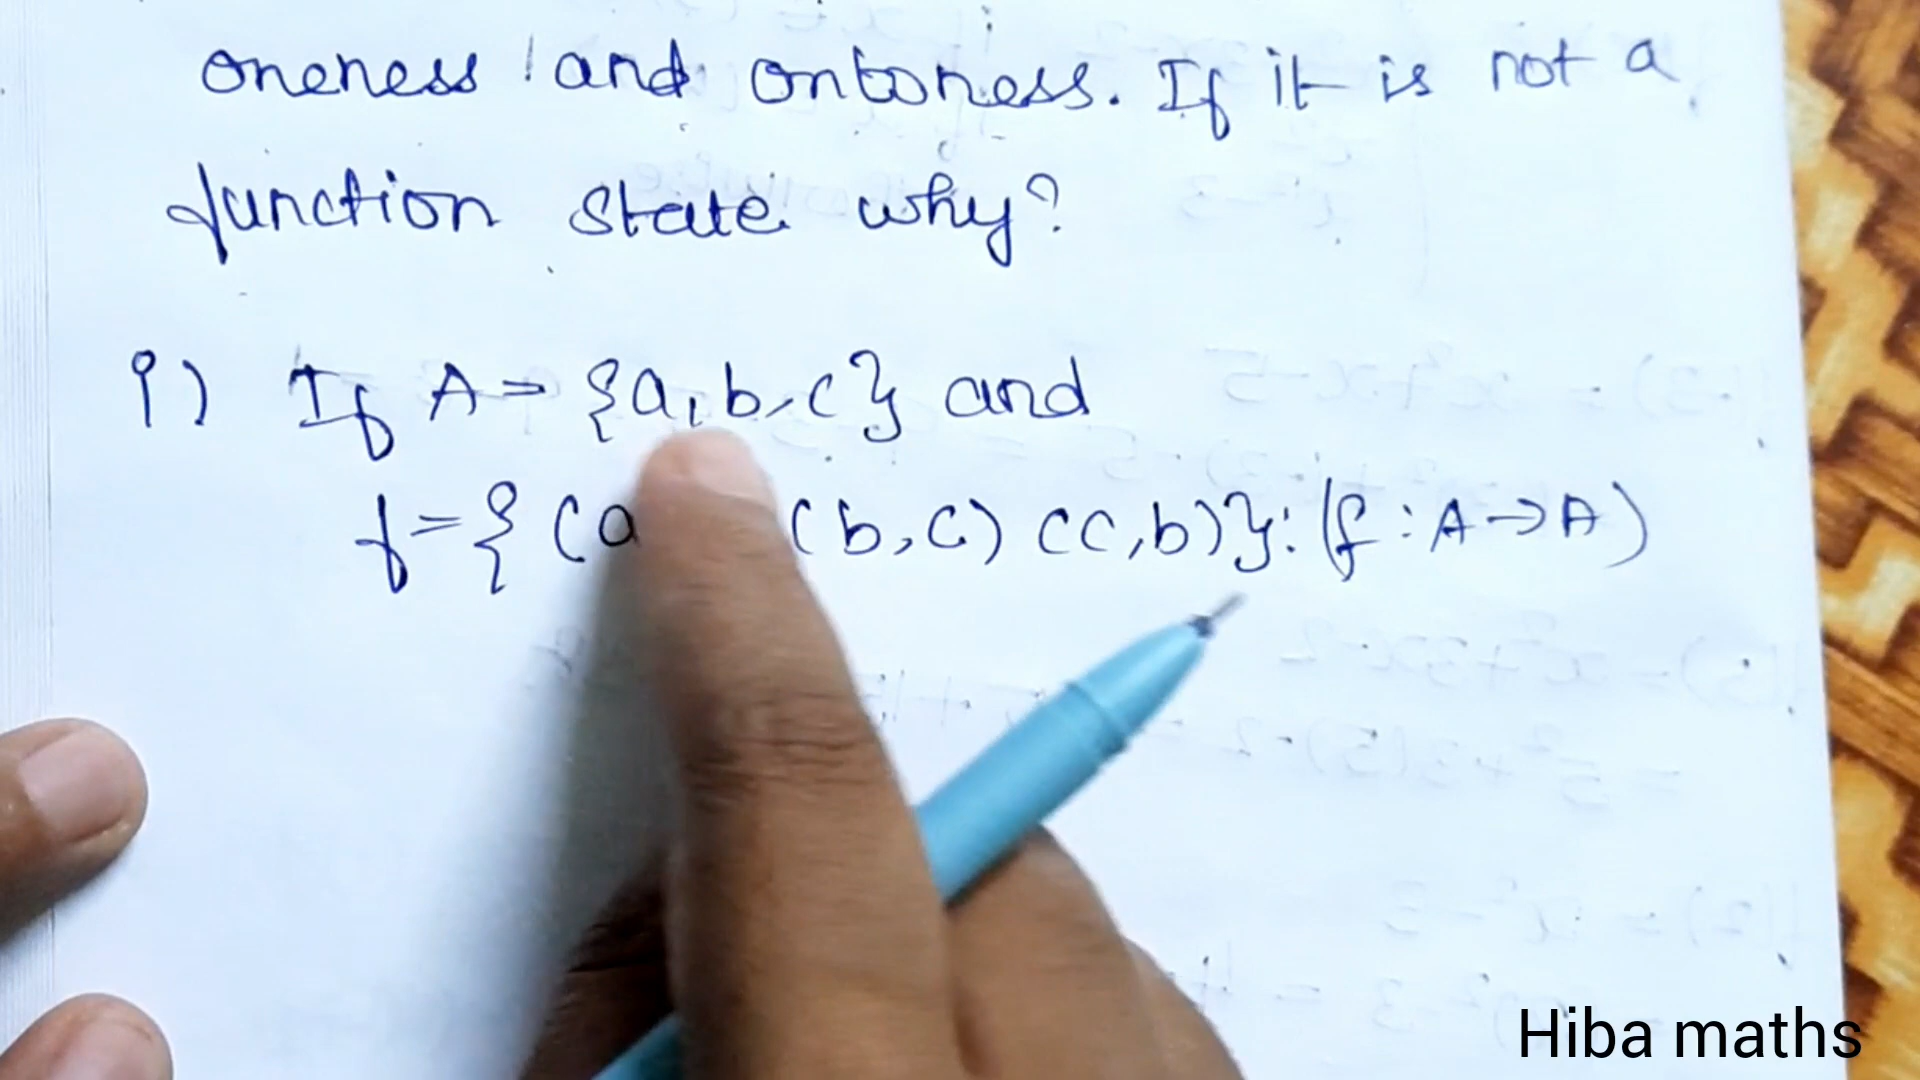 oneness and ontoness. If it is not a
function state why?
i) If A = {a, b, c} and
f = { (a (b, c) (c, b)}: (f : A → A)
Hiba maths